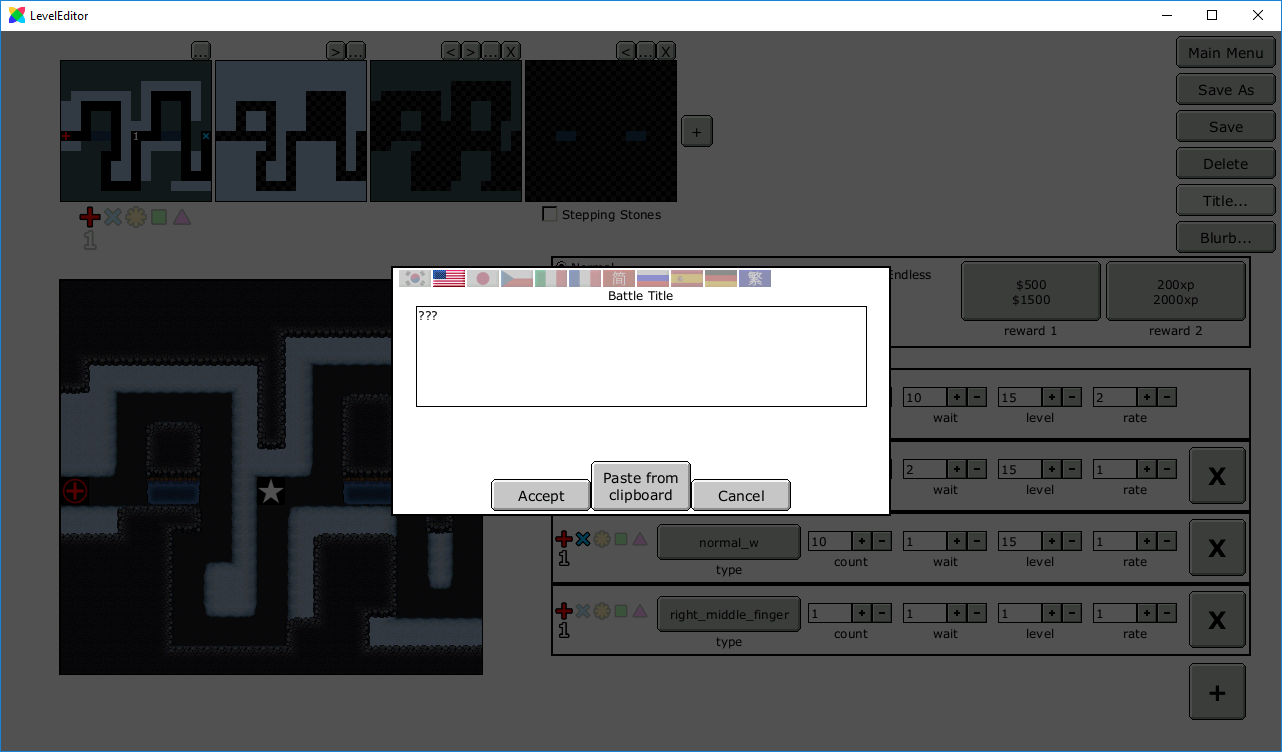 LevelEditor
...
>
...
<
>
...
X
<
...
X
+
1
1
Stepping Stones
Main Menu
Save As
Save
Delete
Title...
Blurb...
Normal
Endless
$500
$1500
reward 1
200xp
2000xp
reward 2
简
繁
Battle Title
???
Accept
Paste from
clipboard
Cancel
10 + -
15 + -
2 + -
wait
level
rate
2 + -
15 + -
1 + -
X
wait
level
rate
1
normal_w
10 + -
1 + -
15 + -
1 + -
X
type
count
wait
level
rate
1
right_middle_finger
1 + -
1 + -
1 + -
1 + -
X
type
count
wait
level
rate
+